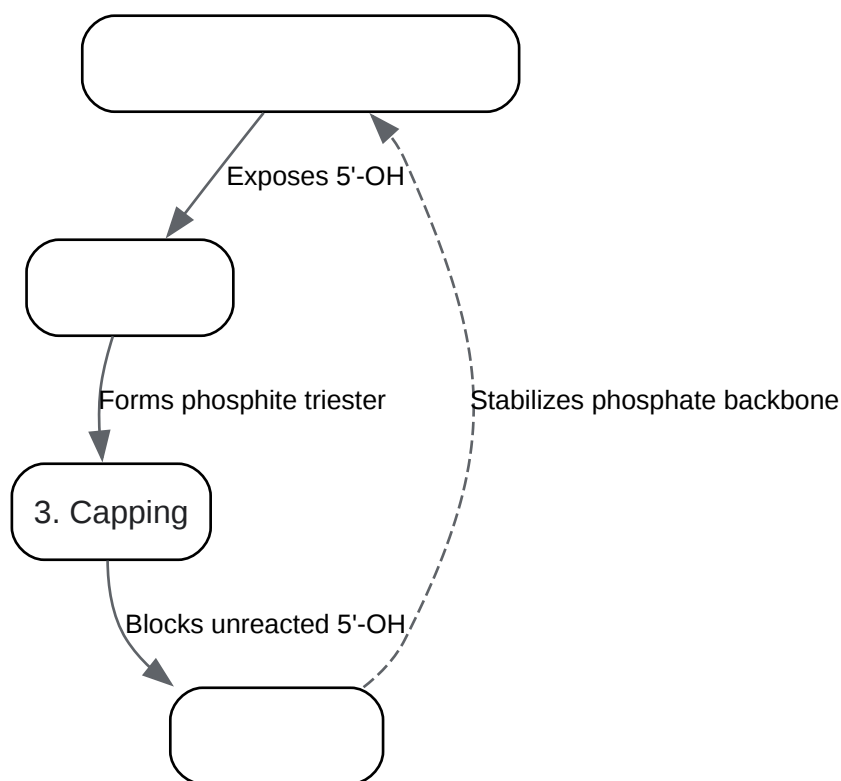 Exposes 5'-OH
Forms phosphite triester
Stabilizes phosphate backbone
3. Capping
Blocks unreacted 5'-OH